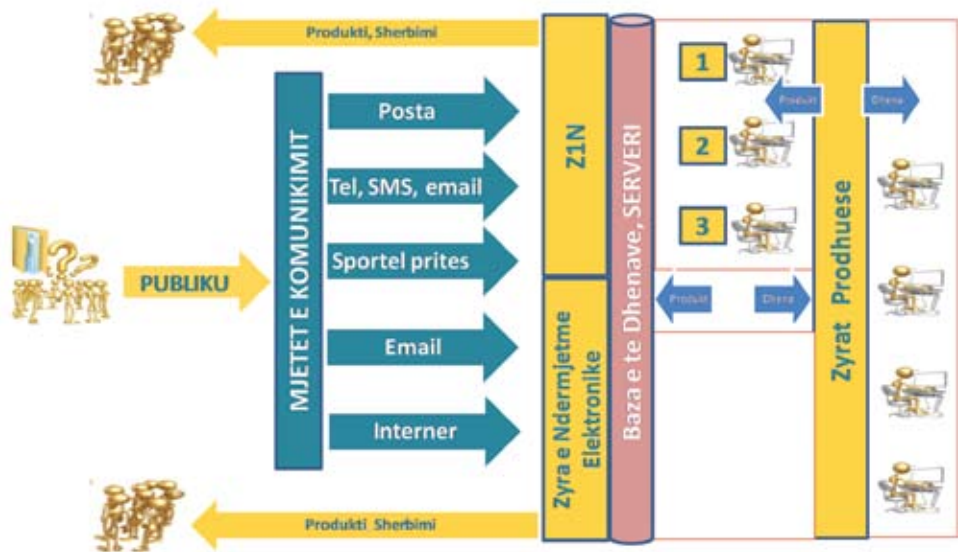 Produkti, Sherbimi
PUBLIKU
MJETET E KOMUNIKIMIT
Posta
Tel, SMS, email
Sportel prites
Email
Interner
Z1N
Zyra e Ndermjetme
Elektronike
Baza e te Dhenave, SERVERI
1
2
3
Produkt
Dhena
Produkt
Dhena
Zyrat Prodhuese
Produkti Sherbimi